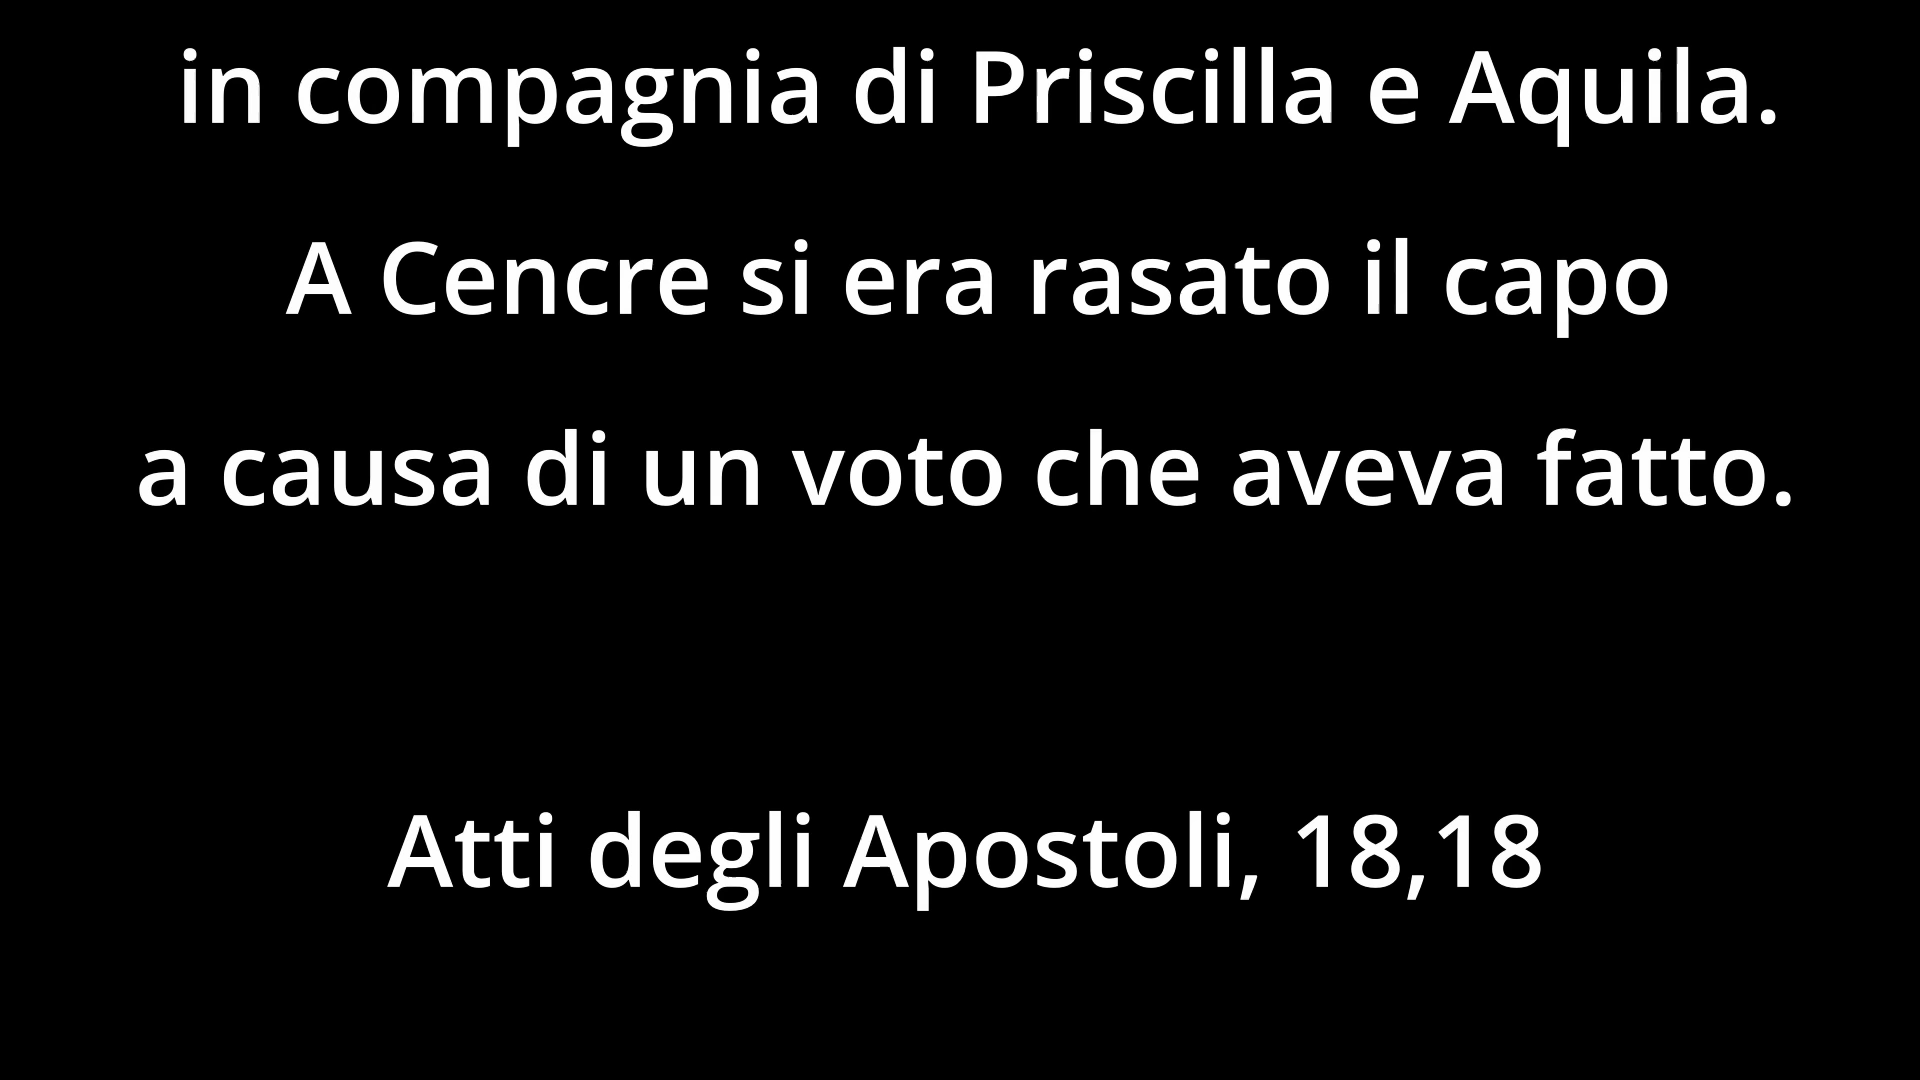 in compagnia di Priscilla e Aquila.
A Cencre si era rasato il capo
a causa di un voto che aveva fatto.
Atti degli Apostoli, 18,18